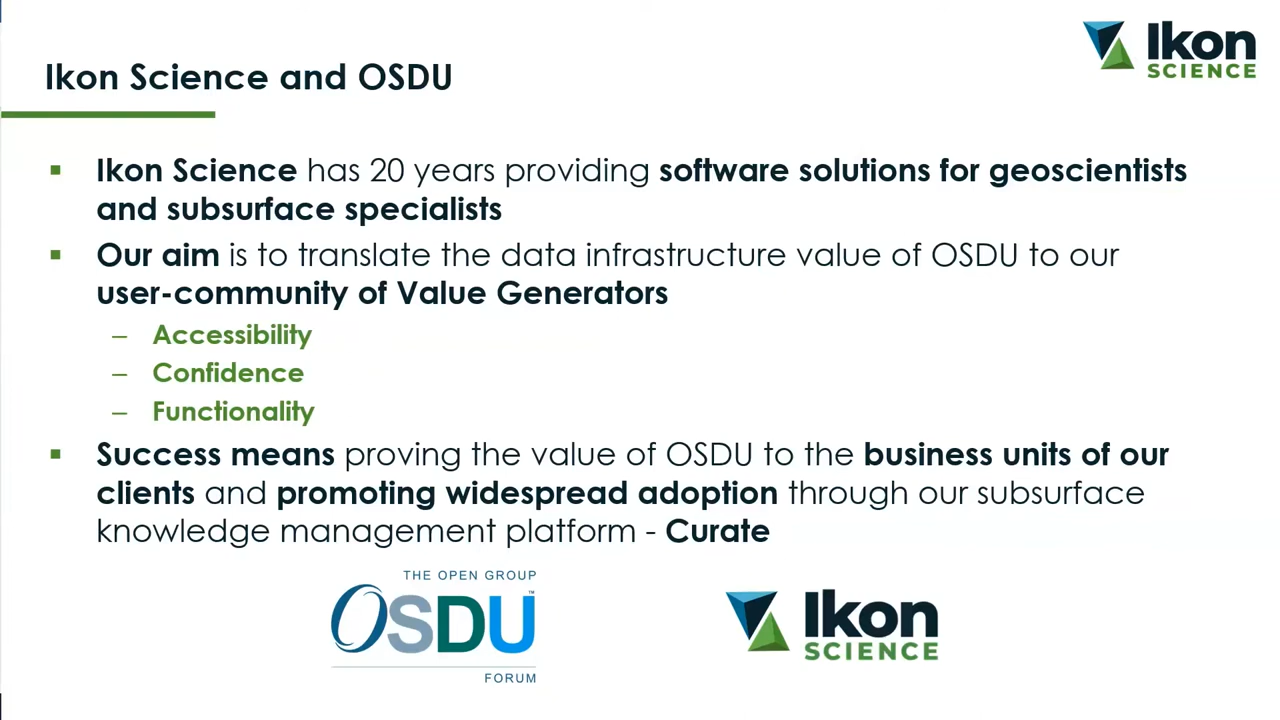 Ikon
SCIENCE
Ikon Science and OSDU
▪ Ikon Science has 20 years providing software solutions for geoscientists
and subsurface specialists
▪ Our aim is to translate the data infrastructure value of OSDU to our
user-community of Value Generators
– Accessibility
– Confidence
– Functionality
▪ Success means proving the value of OSDU to the business units of our
clients and promoting widespread adoption through our subsurface
knowledge management platform - Curate
THE OPEN GROUP
OSDU™
FORUM
Ikon
SCIENCE